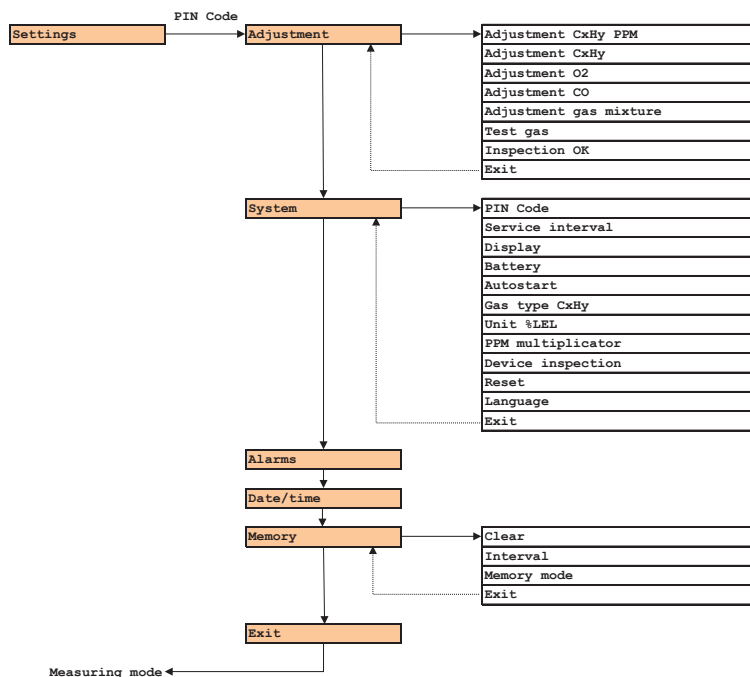 PIN Code
Settings
Adjustment
Adjustment CxHy PPM
Adjustment CxHy
Adjustment O2
Adjustment CO
Adjustment gas mixture
Test gas
Inspection OK
Exit
System
PIN Code
Service interval
Display
Battery
Autostart
Gas type CxHy
Unit %LEL
PPM multiplicator
Device inspection
Reset
Language
Exit
Alarms
Date/time
Memory
Clear
Interval
Memory mode
Exit
Exit
Measuring mode